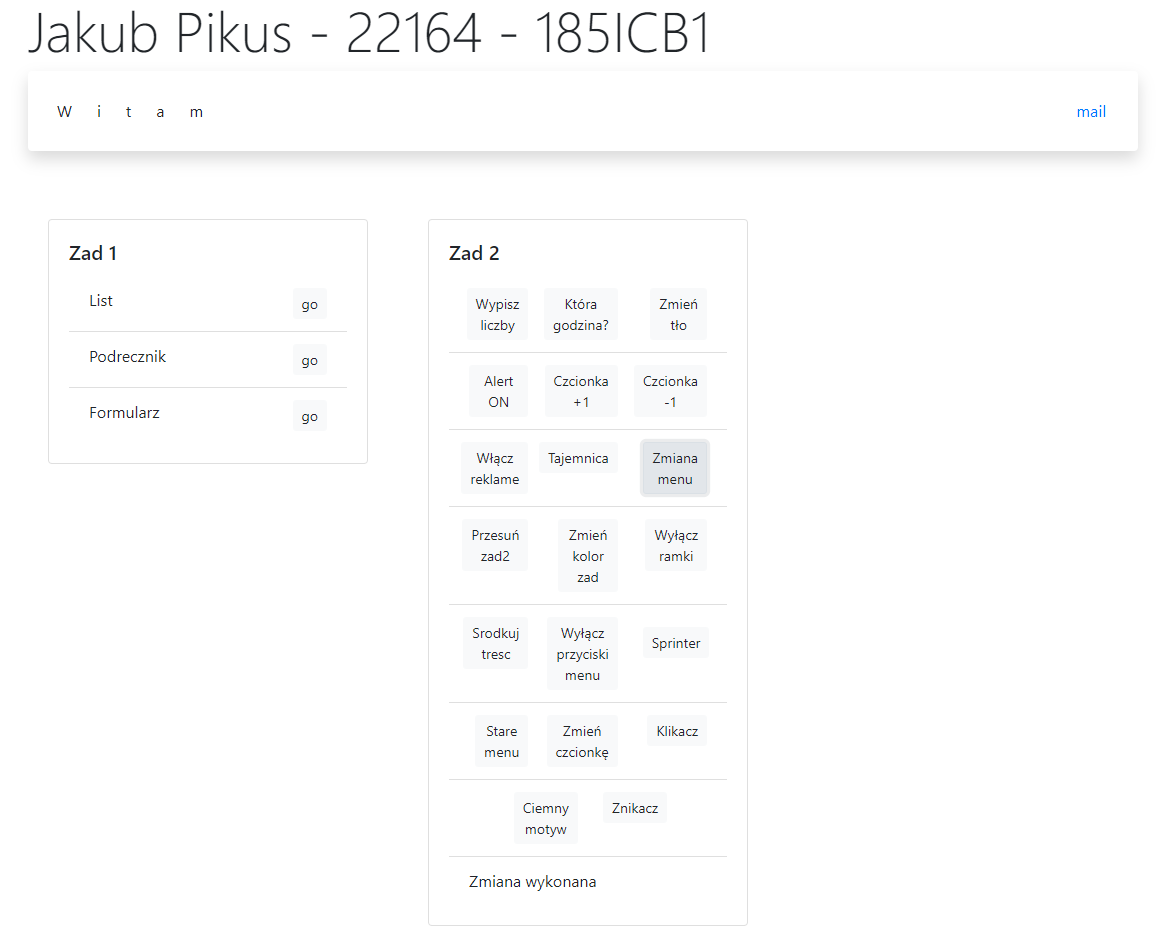 Jakub Pikus - 22164 - 185ICB1
W i t a m mail
Zad 1
List go
Podrecznik go
Formularz go
Zad 2
Wypisz
liczby
Która
godzina?
Zmień
tło
Alert
ON
Czcionka
+1
Czcionka
-1
Włącz
reklame
Tajemnica
Zmiana
menu
Przesuń
zad2
Zmień
kolor
zad
Wyłącz
ramki
Srodkuj
tresc
Wyłącz
przyciski
menu
Sprinter
Stare
menu
Zmień
czcionkę
Klikacz
Ciemny
motyw
Znikacz
Zmiana wykonana